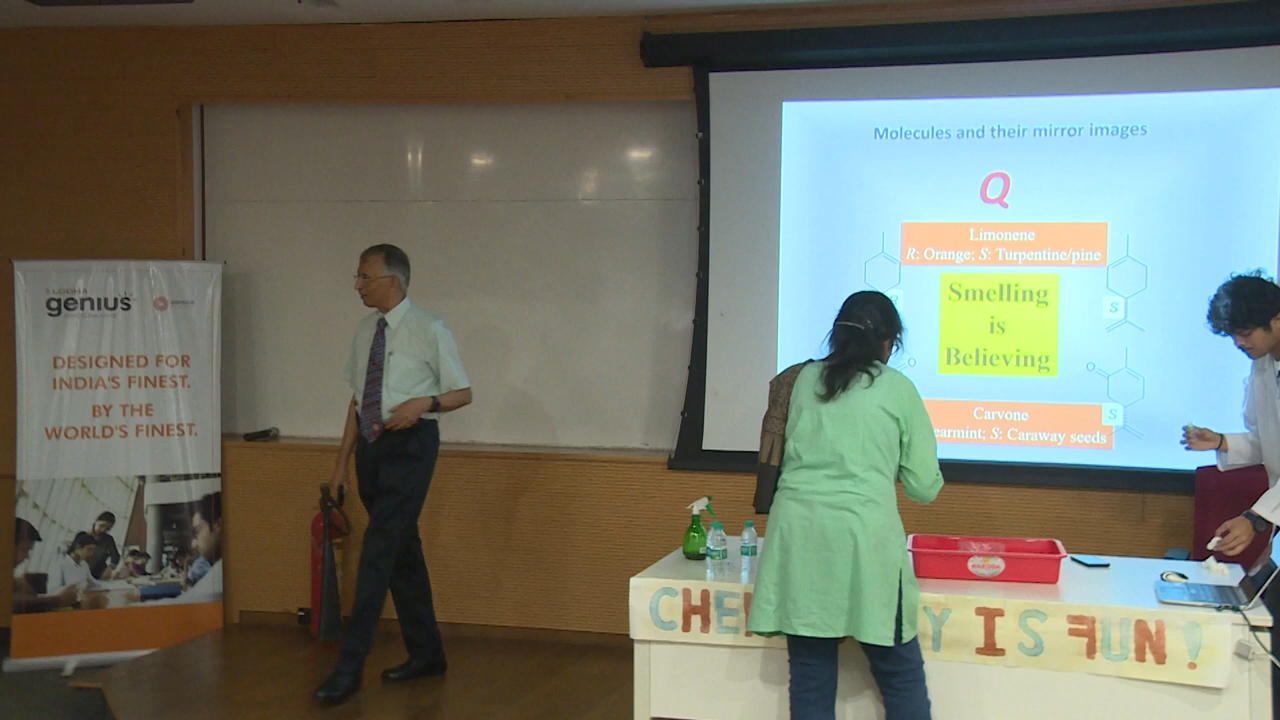 LODHA
genius
DESIGNED FOR
INDIA'S FINEST.
BY THE
WORLD'S FINEST.
Molecules and their mirror images
Q
Limonene
R: Orange; S: Turpentine/pine
S
Smelling
is
Believing
O
O
Carvone
S
S: Caraway seeds
CHE Y IS FUN!